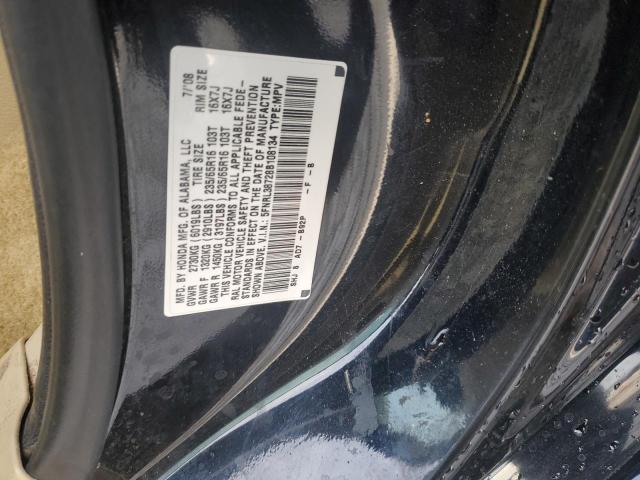 MFD. BY HONDA MFG. OF ALABAMA, LLC 7/'08
GVWR 2730KG (6019LBS) TIRE SIZE RIM SIZE
GAWR F 1320KG (2918LBS) 235/65R16 103T 16X7J
GAWR R 1450KG (3197LBS) 235/65R16 103T 16X7J
THIS VEHICLE CONFORMS TO ALL APPLICABLE FEDE-
RAL MOTOR VEHICLE SAFETY AND THEFT PREVENTION
STANDARDS IN EFFECT ON THE DATE OF MANUFACTURE
SHOWN ABOVE. V.I.N.: 5FNRL38728B108134 TYPE:MPV
SHJ 8 AD7 -B92P -F -B